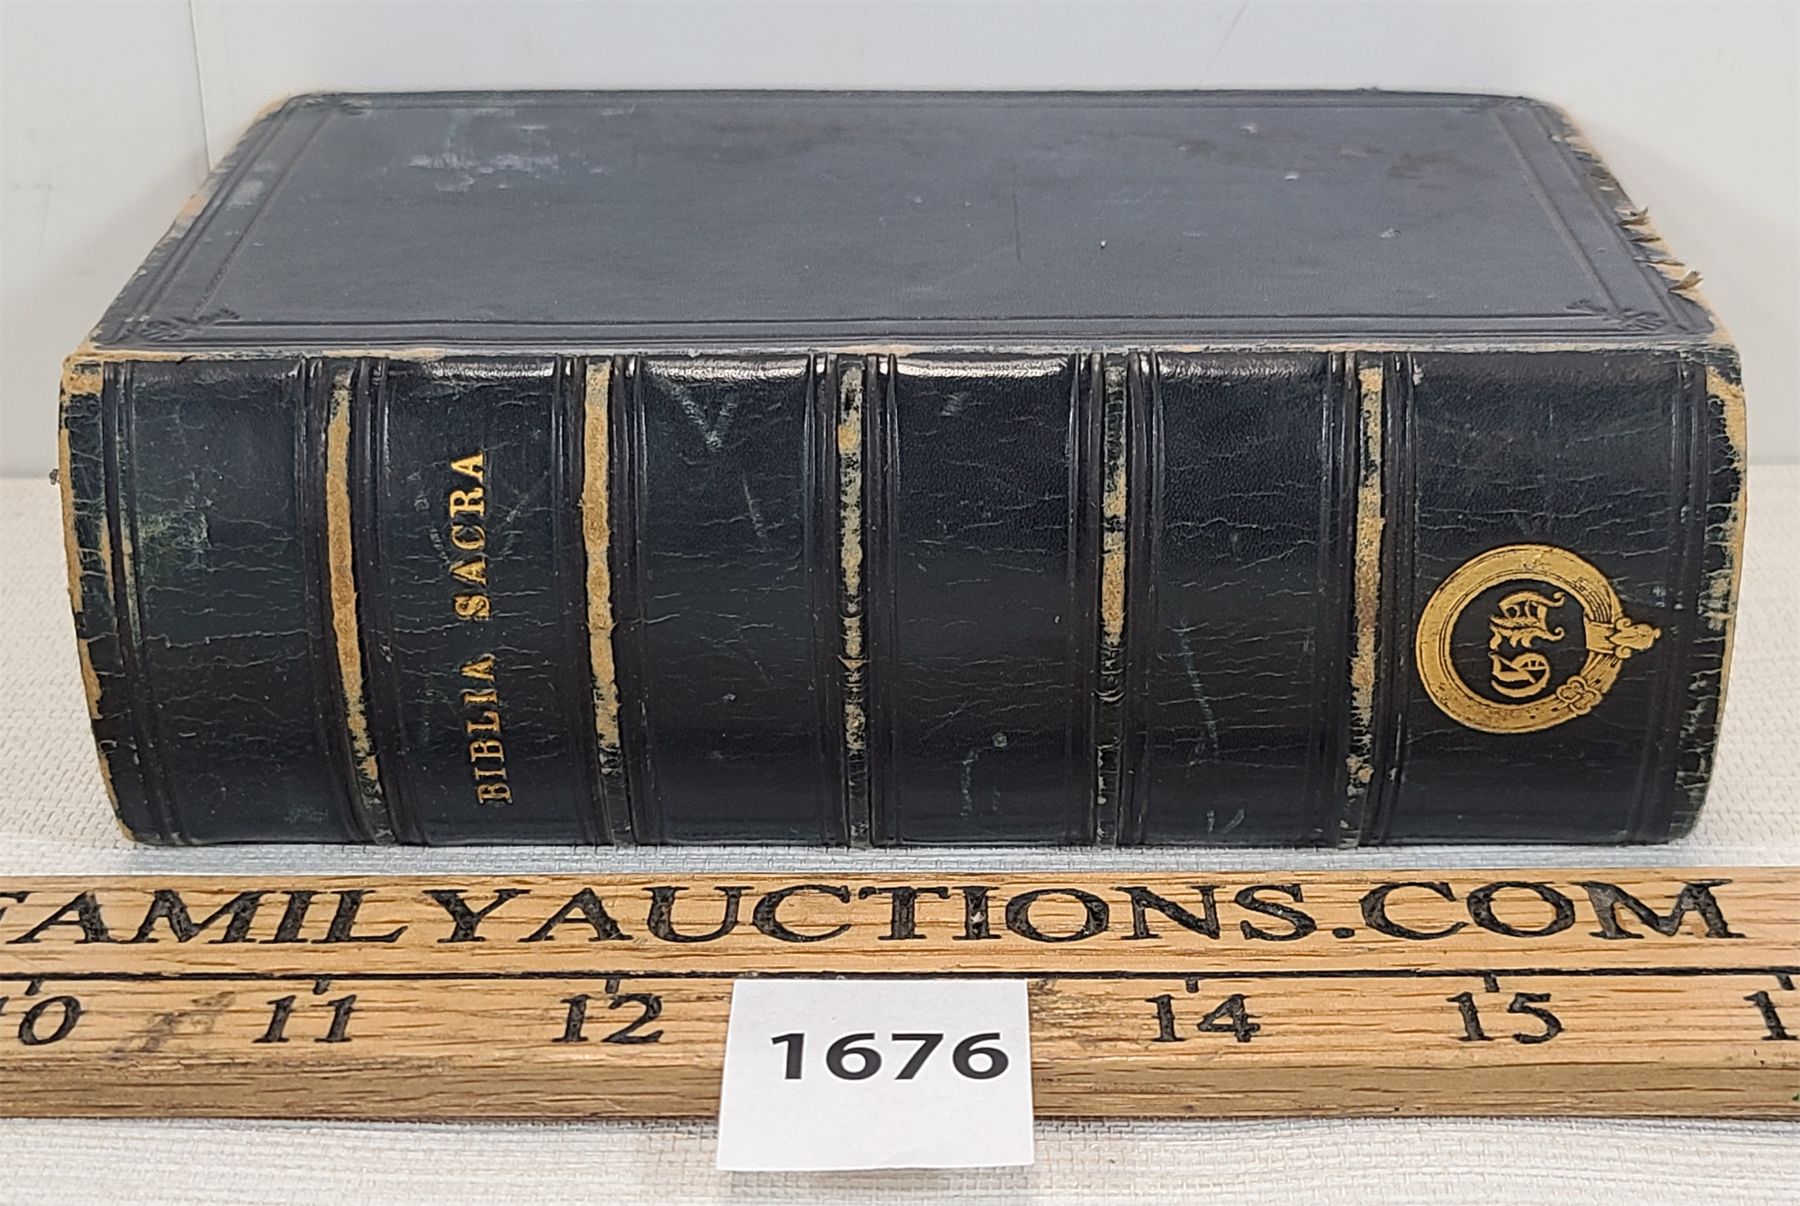 BIBLIA SACRA
FAMILYAUCTIONS.COM
10 11 12 14 15
1676